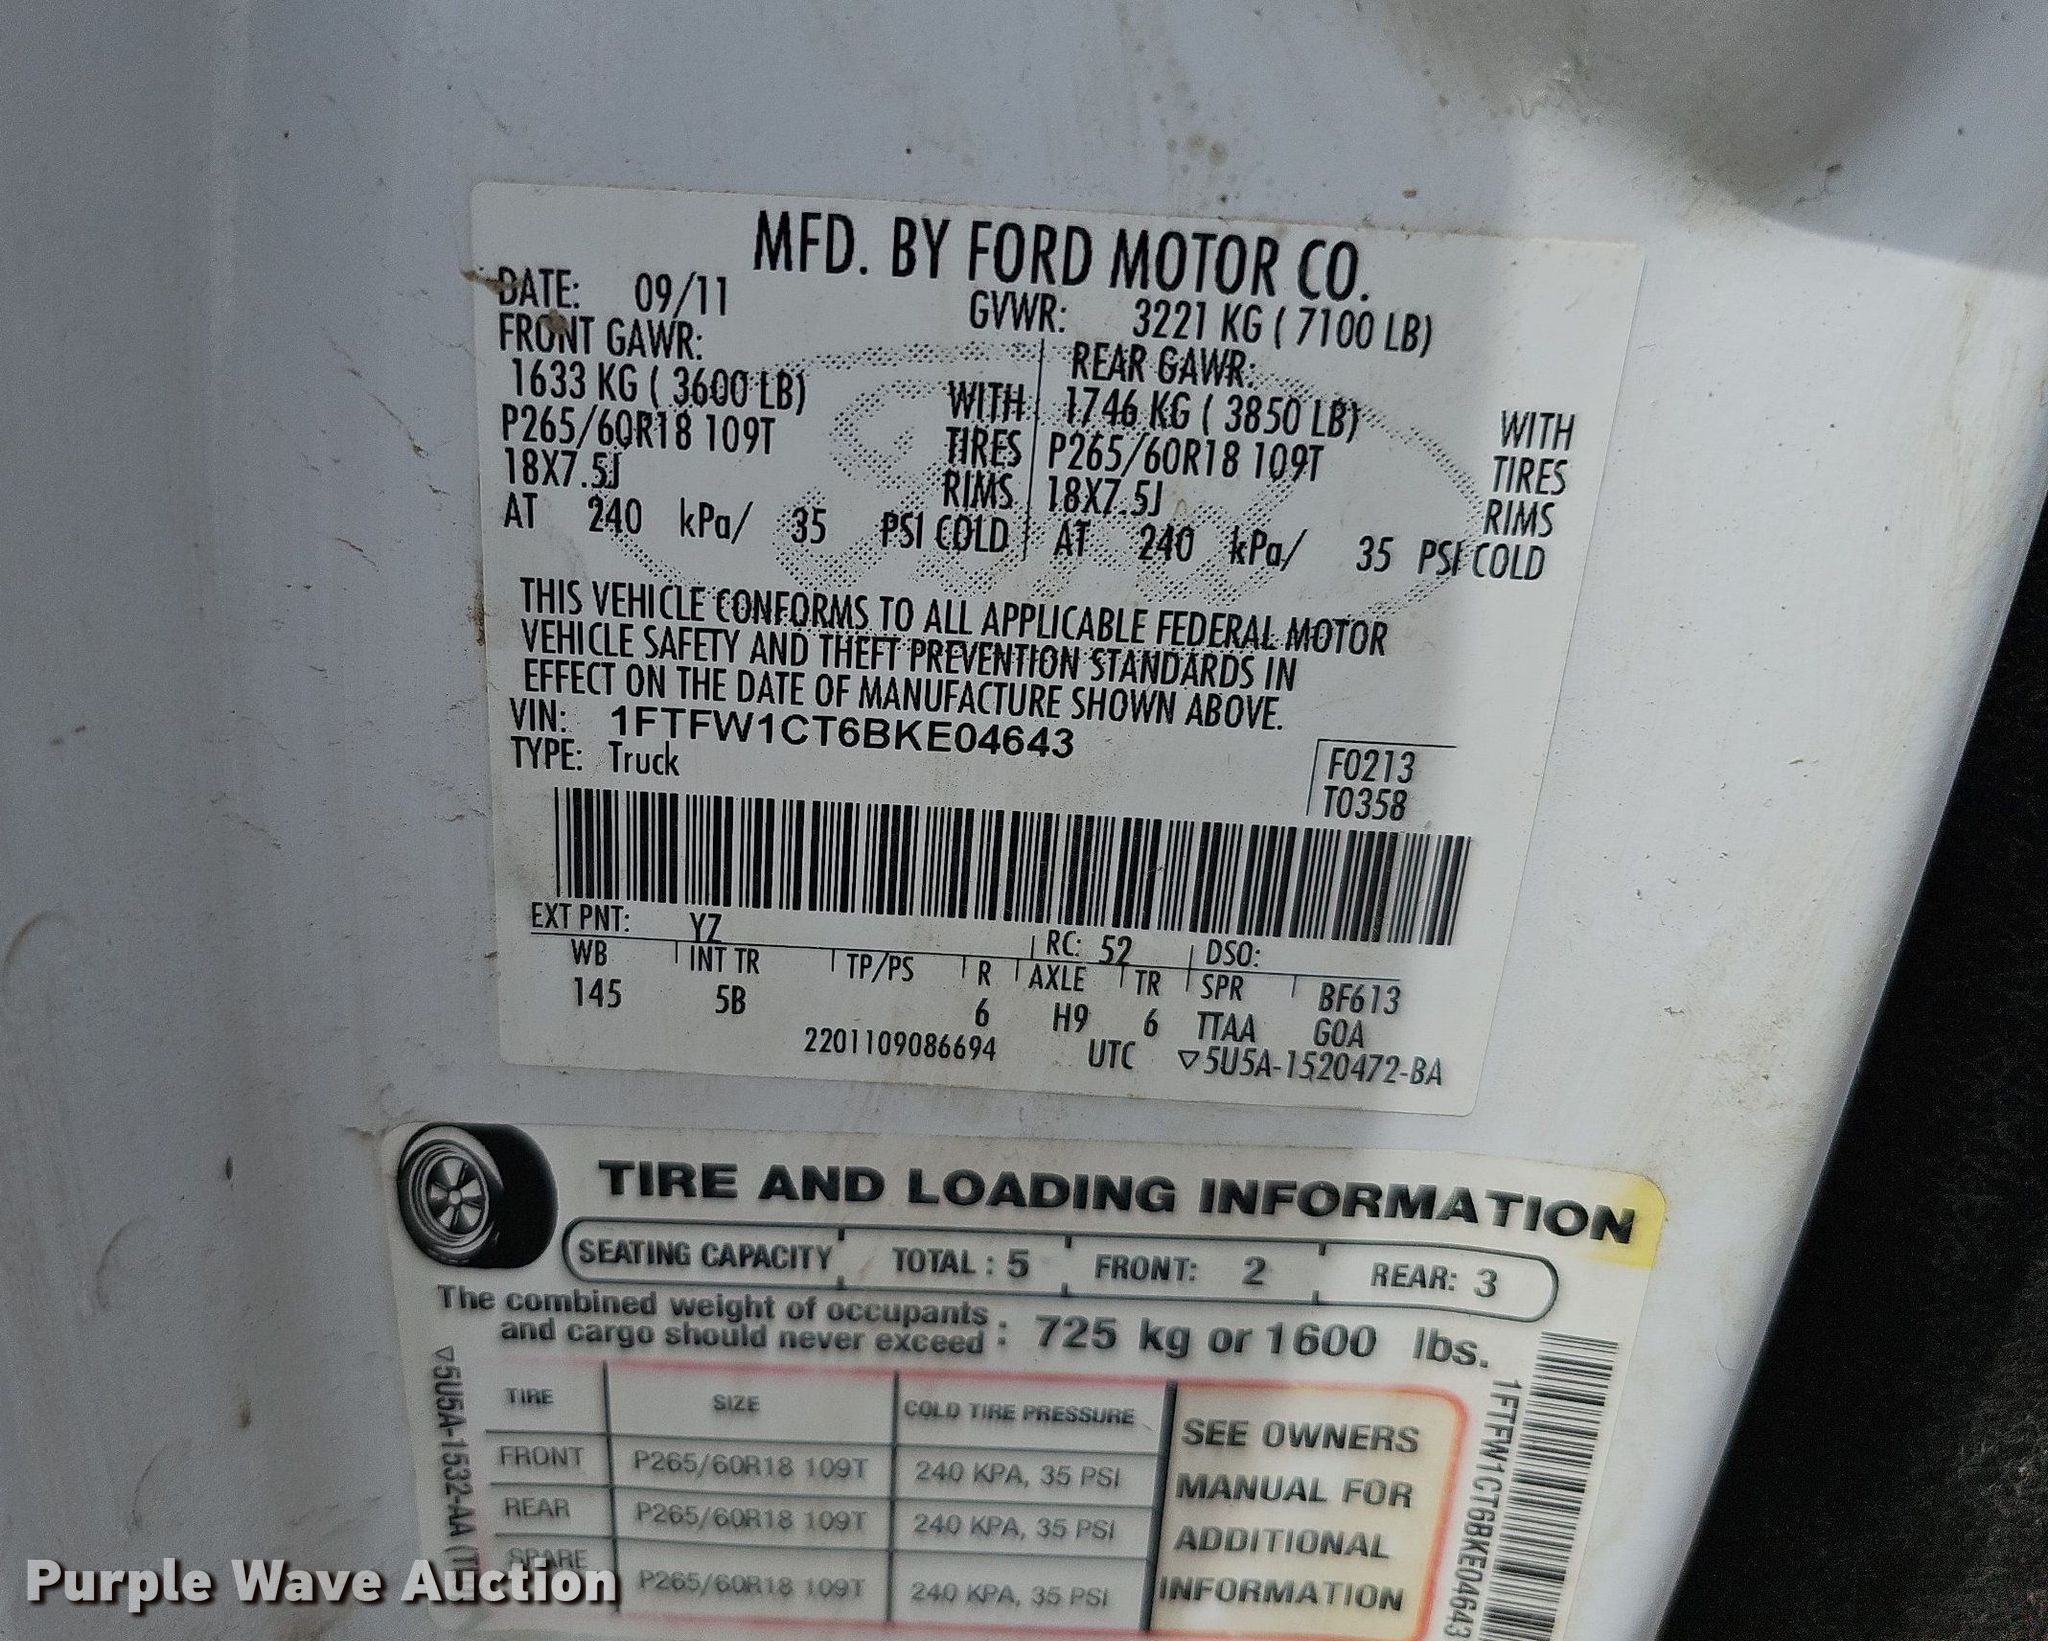 MFD. BY FORD MOTOR CO.
DATE: 09/11 GVWR: 3221 KG ( 7100 LB)
FRONT GAWR: REAR GAWR:
1633 KG ( 3600 LB) WITH 1746 KG ( 3850 LB) WITH
P265/60R18 109T TIRES P265/60R18 109T TIRES
18X7.5J RIMS 18X7.5J RIMS
AT 240 kPa/ 35 PSI COLD AT 240 kPa/ 35 PSI COLD
THIS VEHICLE CONFORMS TO ALL APPLICABLE FEDERAL MOTOR
VEHICLE SAFETY AND THEFT PREVENTION STANDARDS IN
EFFECT ON THE DATE OF MANUFACTURE SHOWN ABOVE.
VIN: 1FTFW1CT6BKE04643
TYPE: Truck F0213
T0358
EXT PNT: YZ RC: 52 DSO:
WB INT TR TP/PS R AXLE TR SPR BF613
145 5B 6 H9 6 TTAA GOA
2201109086694 UTC ▽5U5A-1520472-BA
TIRE AND LOADING INFORMATION
SEATING CAPACITY TOTAL : 5 FRONT: 2 REAR: 3
The combined weight of occupants
and cargo should never exceed : 725 kg or 1600 lbs.
TIRE SIZE COLD TIRE PRESSURE
FRONT P265/60R18 109T 240 KPA, 35 PSI
REAR P265/60R18 109T 240 KPA, 35 PSI
SPARE P265/60R18 109T 240 KPA, 35 PSI
SEE OWNERS
MANUAL FOR
ADDITIONAL
INFORMATION
▽5U5A-1532-AA
1FTFW1CT6BKE04643
Purple Wave Auction